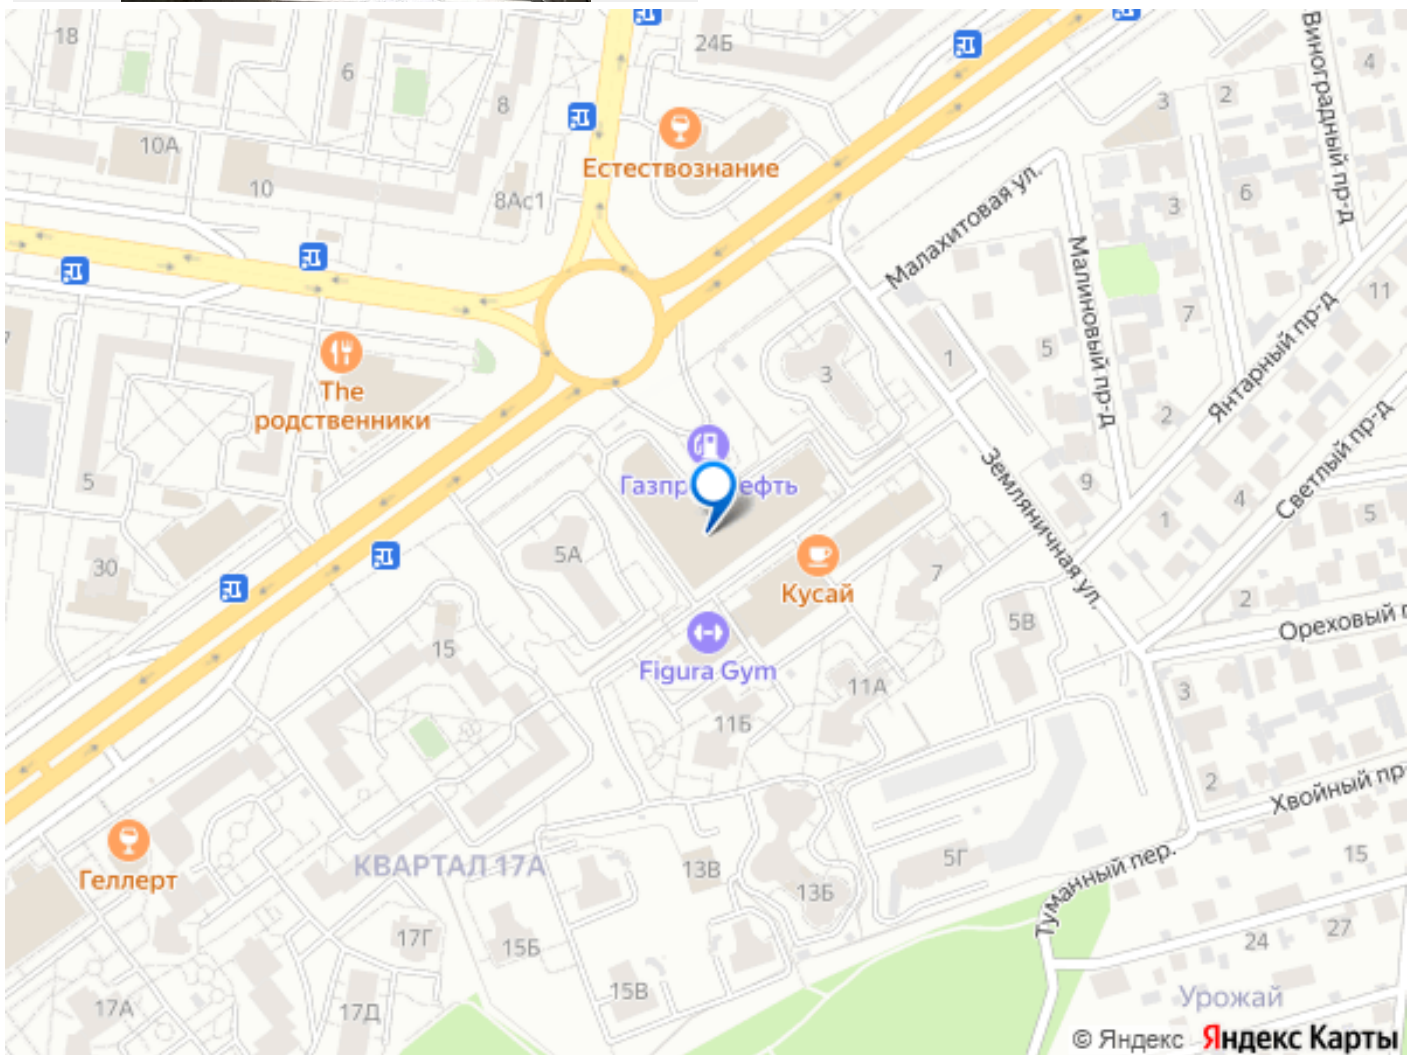 18
6
24Б
8
10А
10
8Ас1
Естествознание
3
2
4
Виноградный пр-д
6
3
Малахитовая ул.
Малиновый пр-д
7
11
Янтарный пр-д
1
5
3
The
родственники
2
Светлый пр-д
9
4
5
1
Земляничная ул.
5
30
5А
Кусай
7
5В
2
Ореховый
15
Figura Gym
11А
11Б
3
2
Хвойный пр-
Геллерт
КВАРТАЛ 17А
13В
13Б
5Г
15
Туманный пер.
17Г
15Б
24
27
15В
17А
17Д
Урожай
© Яндекс Яндекс Карты